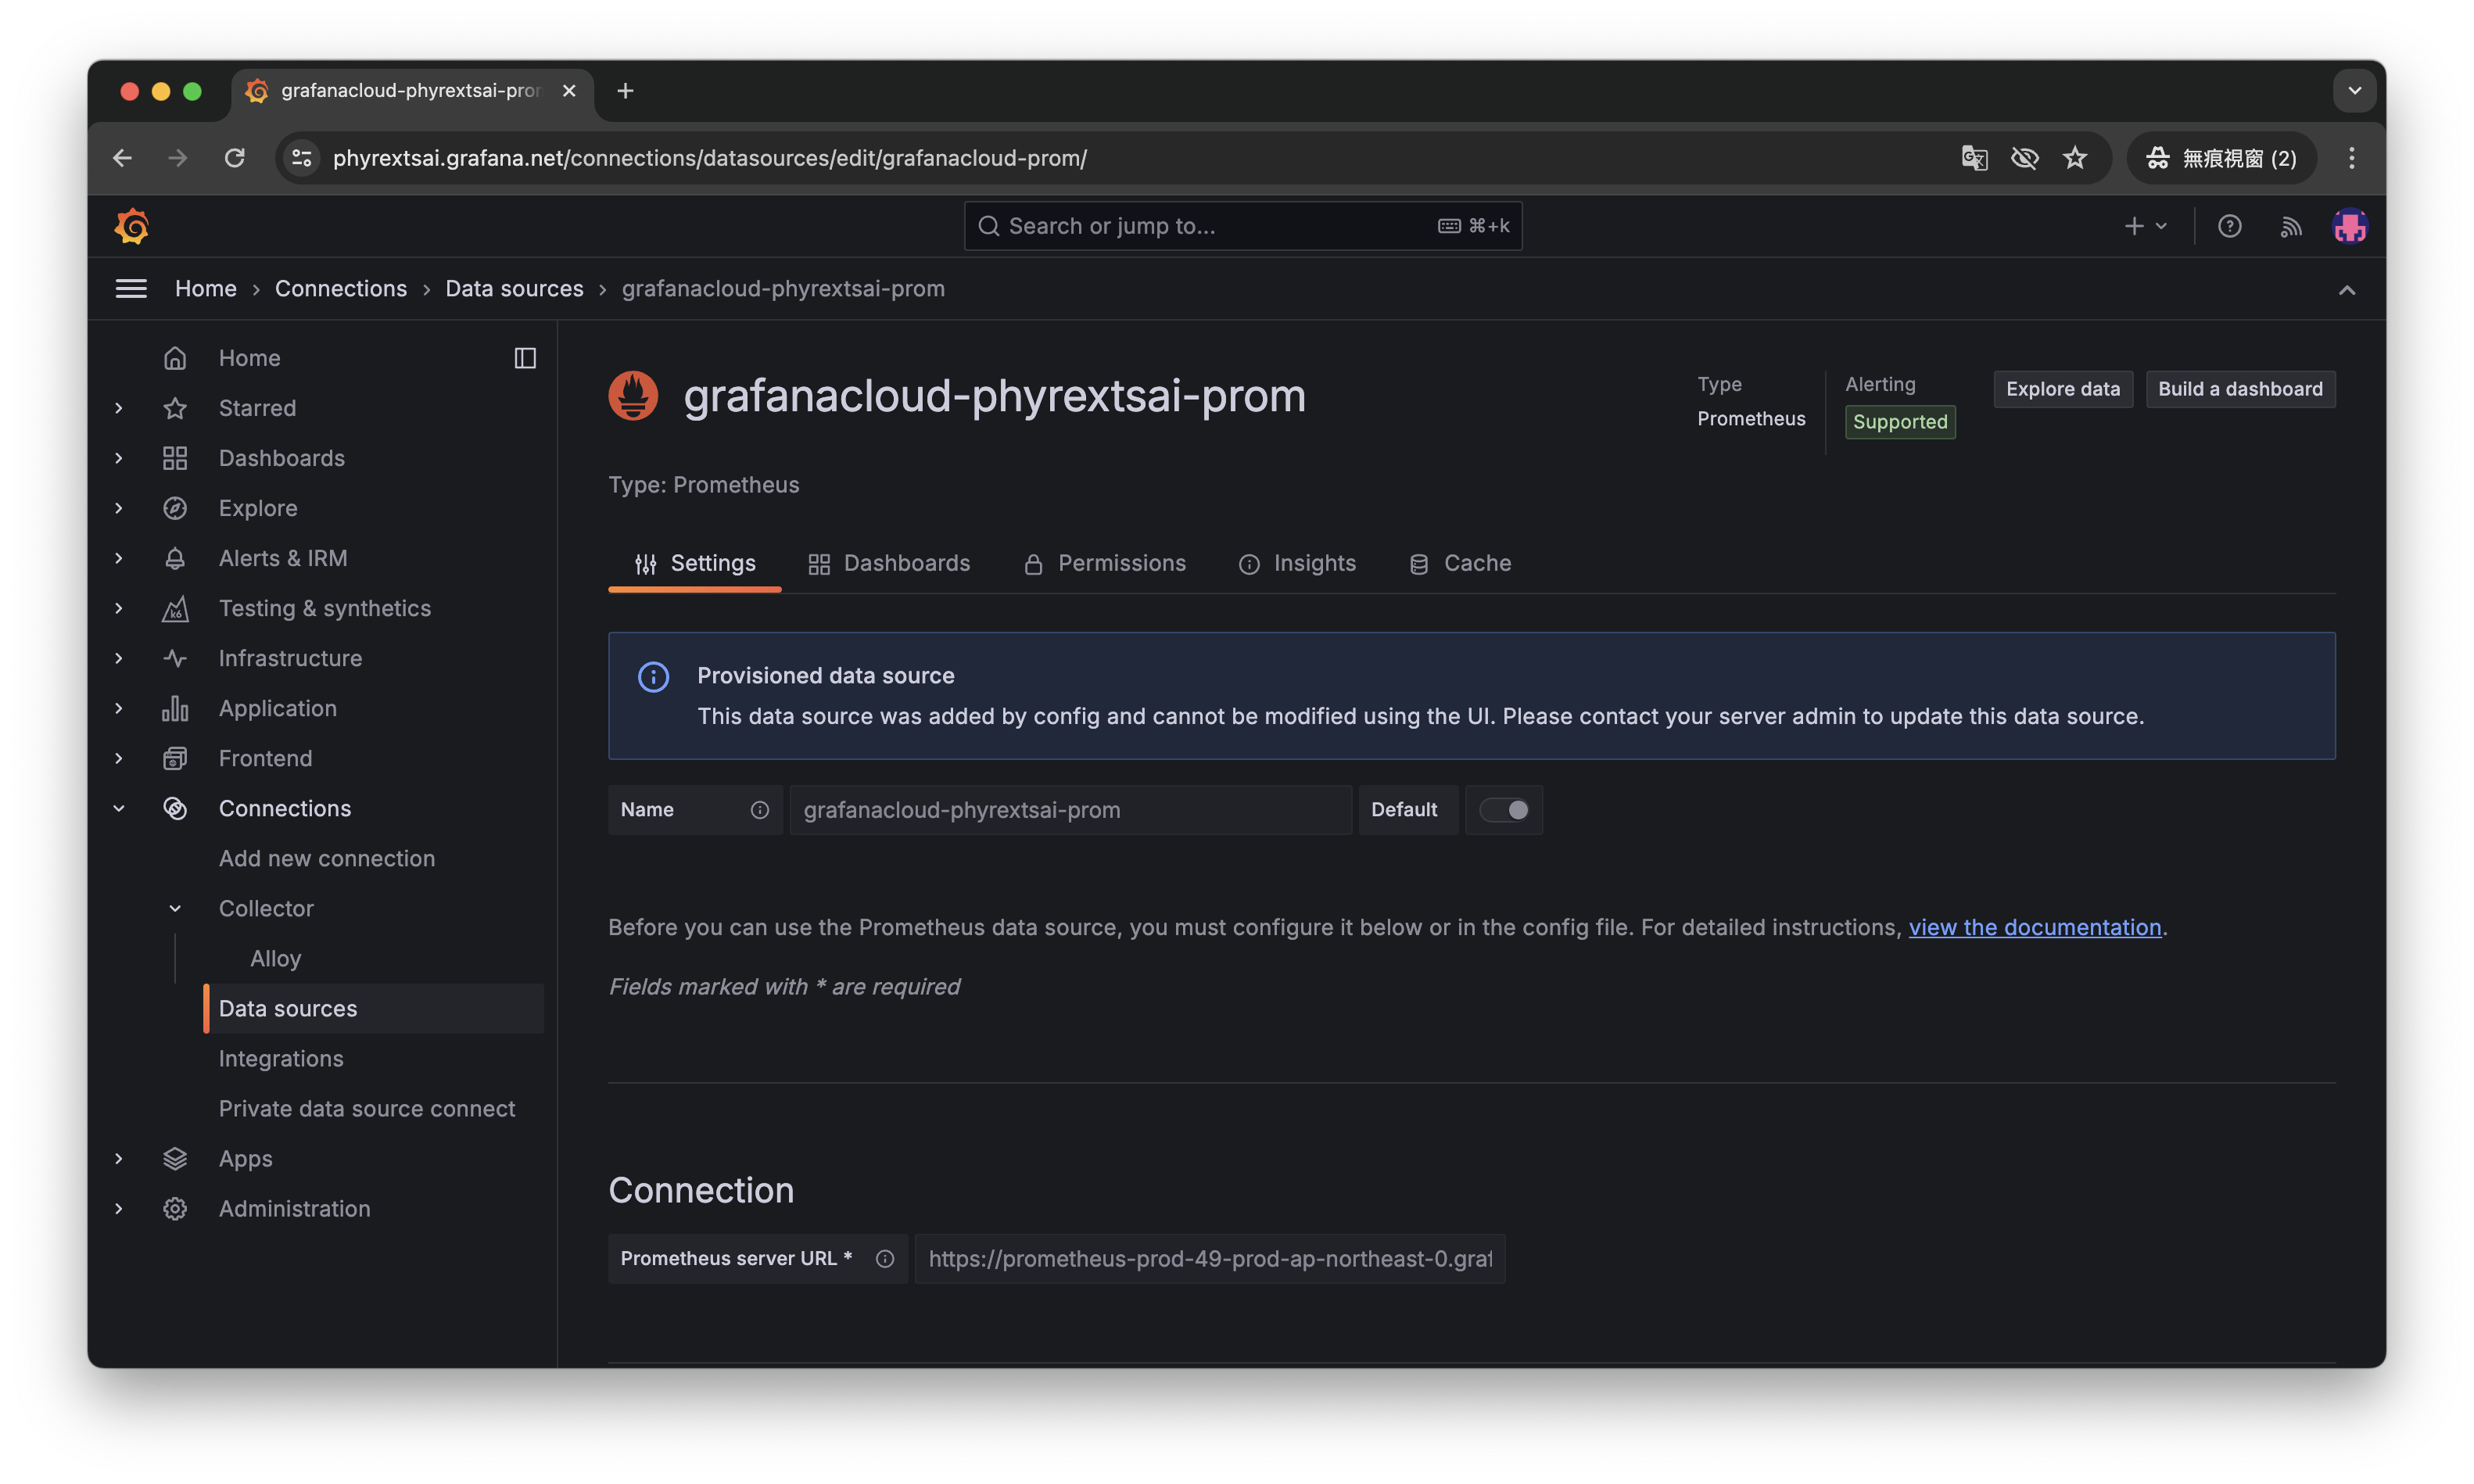 grafanacloud-phyrextsai-pro
phyrextsai.grafana.net/connections/datasources/edit/grafanacloud-prom/
無痕視窗 (2)
Search or jump to...
⌘+k
Home
Connections
Data sources
grafanacloud-phyrextsai-prom
Home
Starred
Dashboards
Explore
Alerts & IRM
k6
Testing & synthetics
Infrastructure
Application
Frontend
Connections
Add new connection
Collector
Alloy
Data sources
Integrations
Private data source connect
Apps
Administration
grafanacloud-phyrextsai-prom
Type
Prometheus
Alerting
Supported
Explore data
Build a dashboard
Type: Prometheus
Settings
Dashboards
Permissions
Insights
Cache
Provisioned data source
This data source was added by config and cannot be modified using the UI. Please contact your server admin to update this data source.
Name
grafanacloud-phyrextsai-prom
Default
Before you can use the Prometheus data source, you must configure it below or in the config file. For detailed instructions, view the documentation.
Fields marked with * are required
Connection
Prometheus server URL *
https://prometheus-prod-49-prod-ap-northeast-0.graf